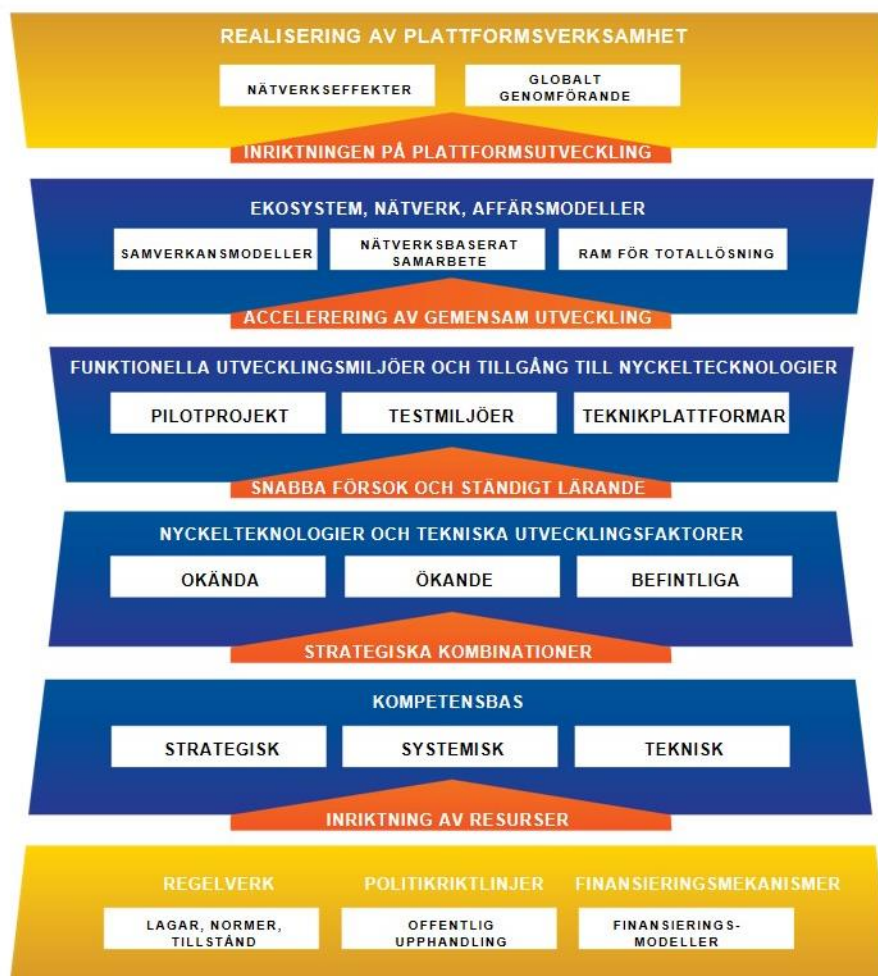 REALISERING AV PLATTFORMSVERKSAMHET
NÄTVERKSEFFEKTER
GLOBALT
GENOMFÖRANDE
INRIKTNINGEN PÅ PLATTFORMSUTVECKLING
EKOSYSTEM, NÄTVERK, AFFÄRSMODELLER
SAMVERKANSMODELLER
NÄTVERKSBASERAT
SAMARBETE
RAM FÖR TOTALLÖSNING
ACCELERERING AV GEMENSAM UTVECKLING
FUNKTIONELLA UTVECKLINGSMILJÖER OCH TILLGÅNG TILL NYCKELTECKNOLOGIER
PILOTPROJEKT
TESTMILJÖER
TEKNIKPLATTFORMAR
SNABBA FÖRSOK OCH STÄNDIGT LÄRANDE
NYCKELTEKNOLOGIER OCH TEKNISKA UTVECKLINGSFAKTORER
OKÄNDA
ÖKANDE
BEFINTLIGA
STRATEGISKA KOMBINATIONER
KOMPETENSBAS
STRATEGISK
SYSTEMISK
TEKNISK
INRIKTNING AV RESURSER
REGELVERK
POLITIKRIKTLINJER
FINANSIERINGSMEKANISMER
LAGAR, NORMER,
TILLSTÅND
OFFENTLIG
UPPHANDLING
FINANSIERINGS-
MODELLER